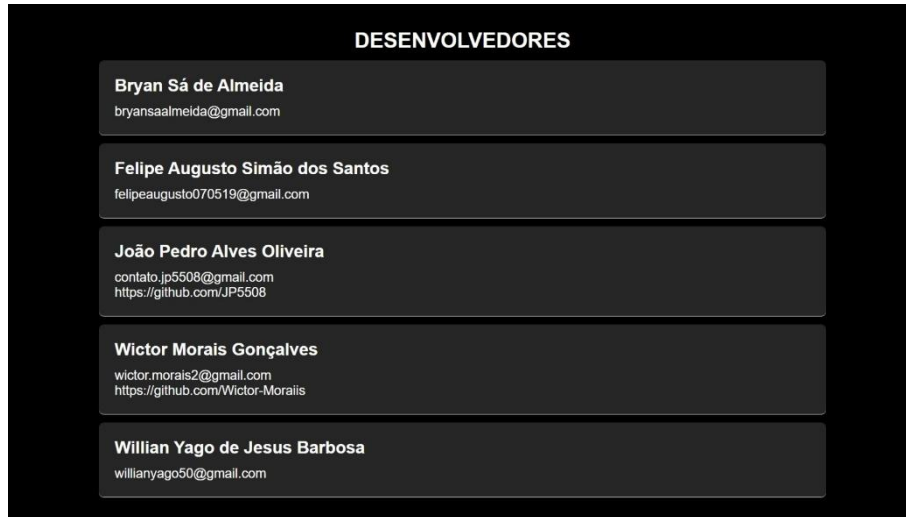 DESENVOLVEDORES
Bryan Sá de Almeida
bryansaalmeida@gmail.com
Felipe Augusto Simão dos Santos
felipeaugusto070519@gmail.com
João Pedro Alves Oliveira
contato.jp5508@gmail.com
https://github.com/JP5508
Wictor Morais Gonçalves
wictor.morais2@gmail.com
https://github.com/Wictor-Moraiis
Willian Yago de Jesus Barbosa
willianyago50@gmail.com